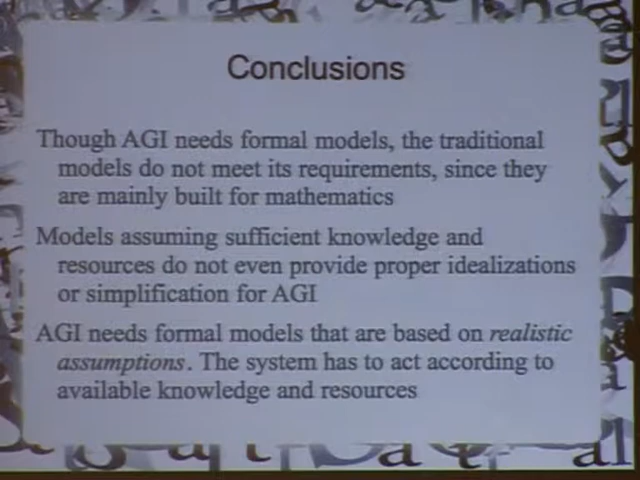 Conclusions
Though AGI needs formal models, the traditional
models do not meet its requirements, since they
are mainly built for mathematics
Models assuming sufficient knowledge and
resources do not even provide proper idealizations
or simplification for AGI
AGI needs formal models that are based on realistic
assumptions. The system has to act according to
available knowledge and resources